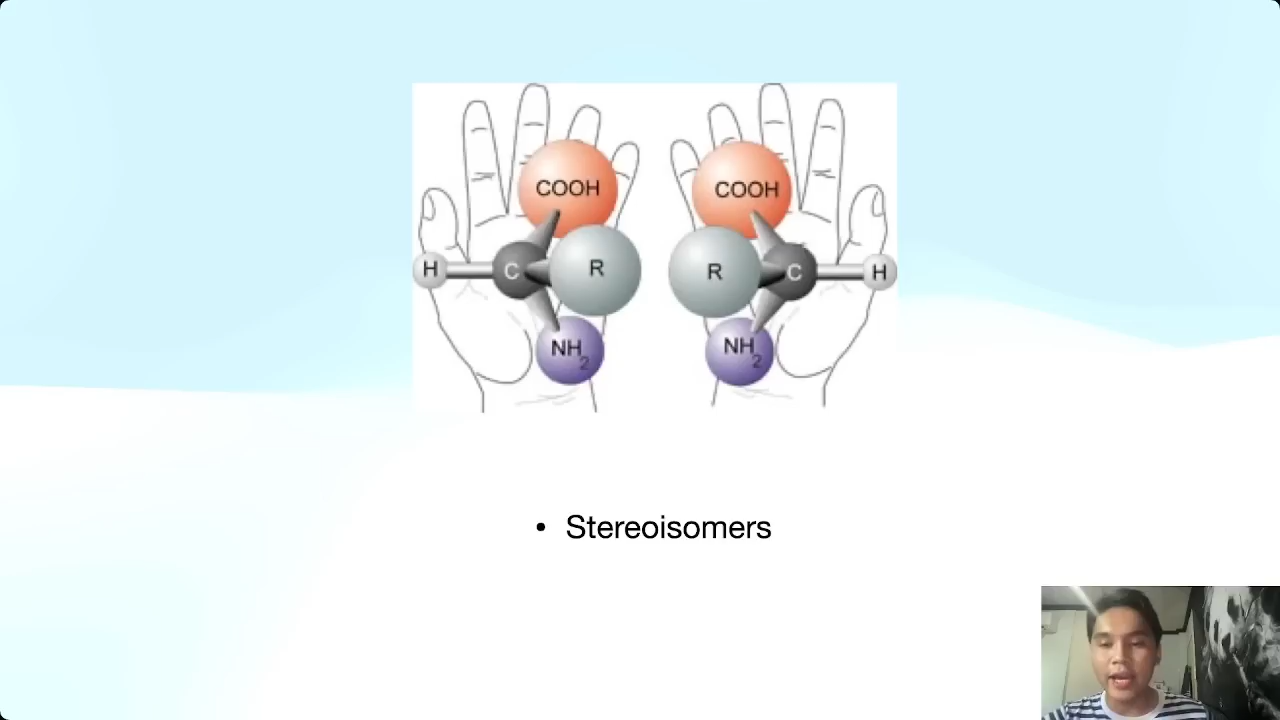 COOH COOH
H C R R C H
NH2 NH2
• Stereoisomers